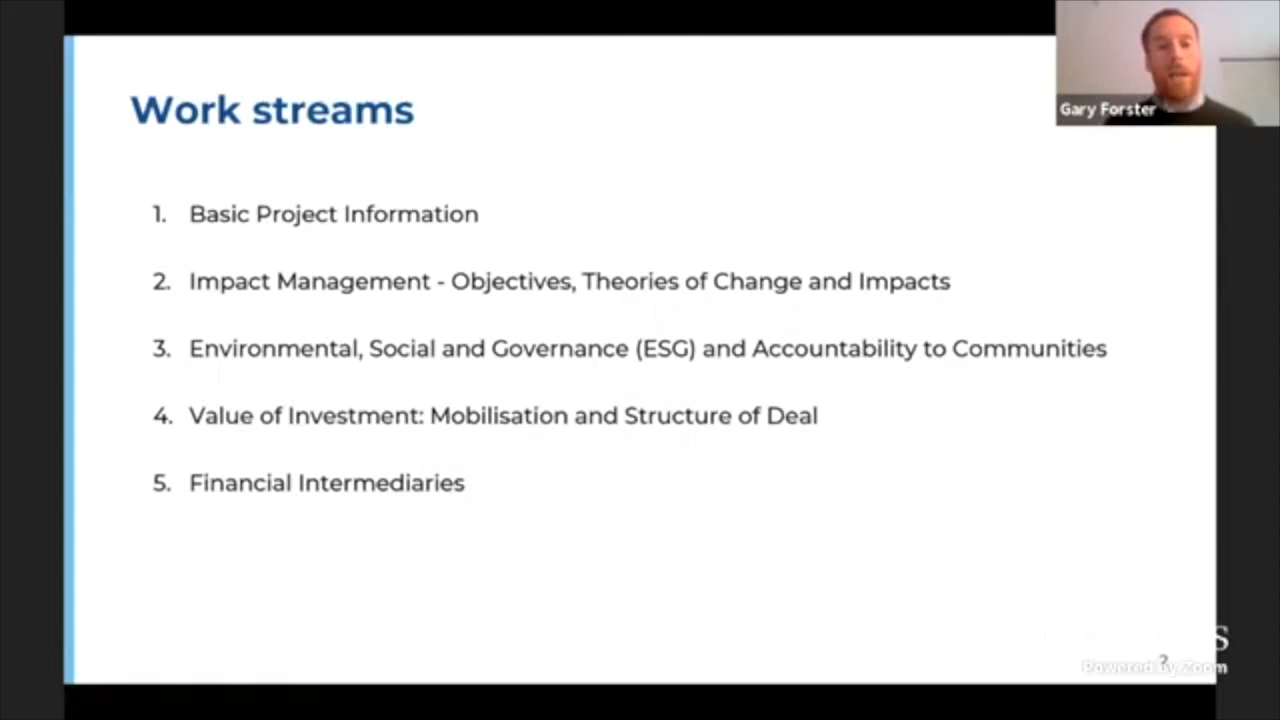 Work streams
Gary Forster
1. Basic Project Information
2. Impact Management - Objectives, Theories of Change and Impacts
3. Environmental, Social and Governance (ESG) and Accountability to Communities
4. Value of Investment: Mobilisation and Structure of Deal
5. Financial Intermediaries
S
Powered by Zoom